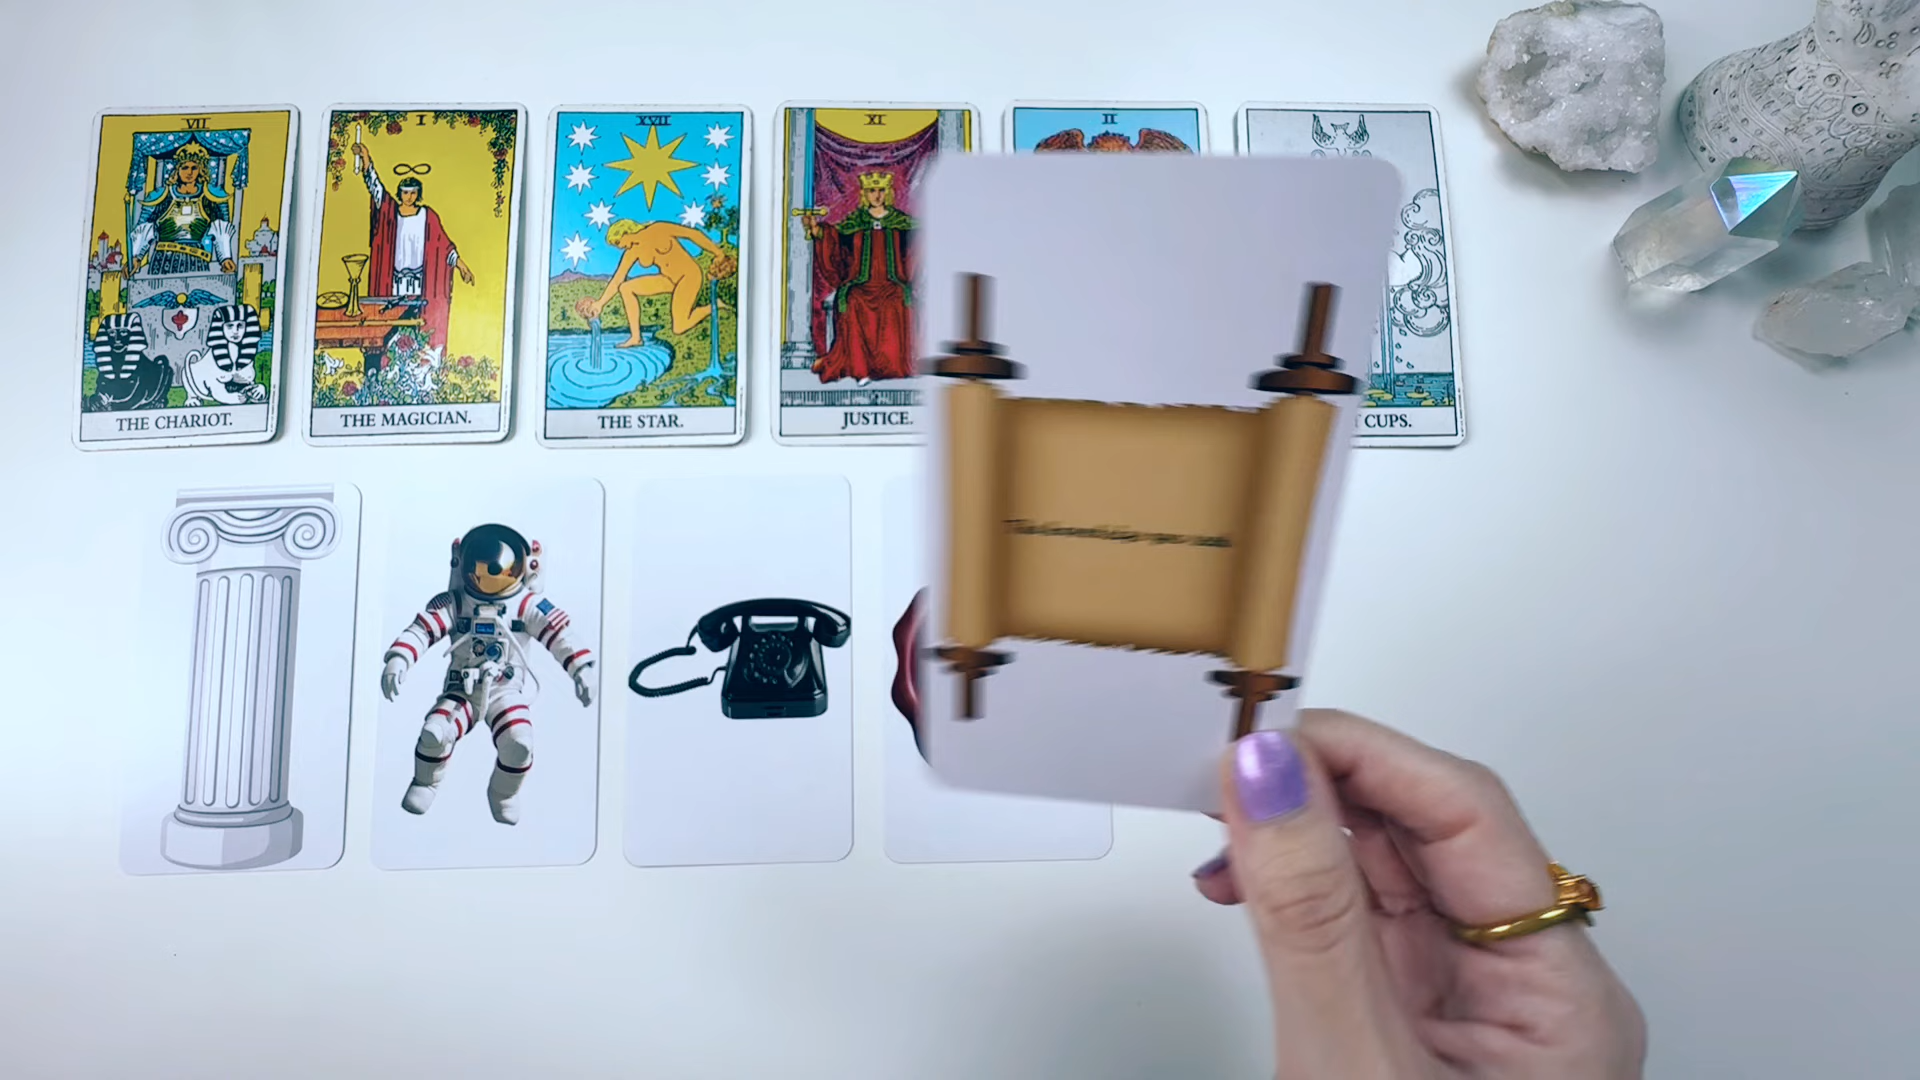 VII
I
XVII
XI
II
THE CHARIOT.
THE MAGICIAN.
THE STAR.
JUSTICE.
CUPS.